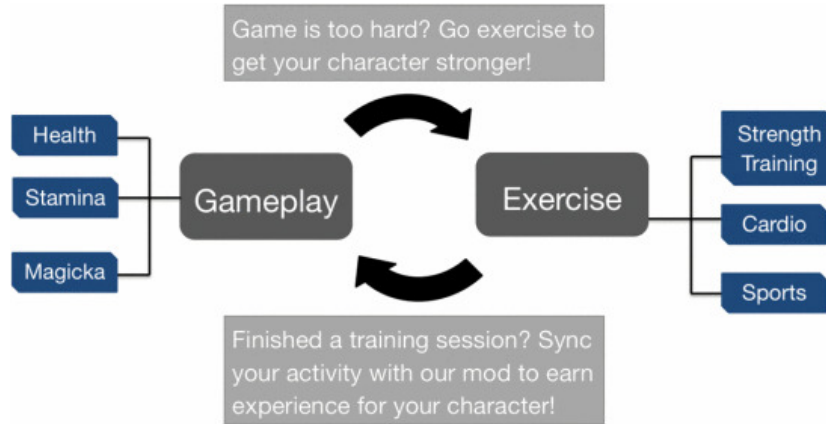 Game is too hard? Go exercise to
get your character stronger!
Health
Stamina
Magicka
Gameplay
Exercise
Strength
Training
Cardio
Sports
Finished a training session? Sync
your activity with our mod to earn
experience for your character!